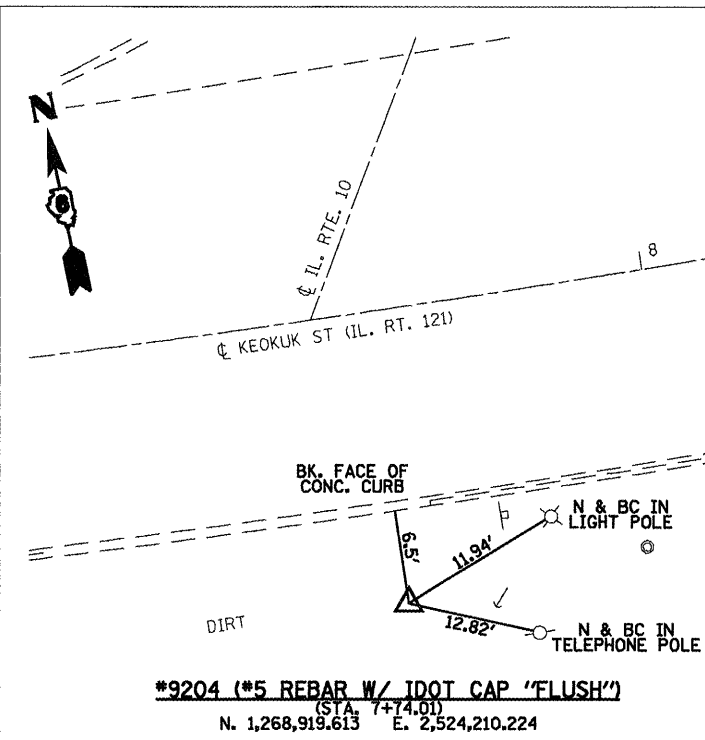 N
6
℄ IL. RTE. 10
8
℄ KEOKUK ST (IL. RT. 121)
BK. FACE OF
CONC. CURB
N & BC IN
LIGHT POLE
6.5'
11.94'
DIRT
12.82'
N & BC IN
TELEPHONE POLE
#9204 (#5 REBAR W/ IDOT CAP "FLUSH")
(STA. 7+74.01)
N. 1,268,919.613 E. 2,524,210.224